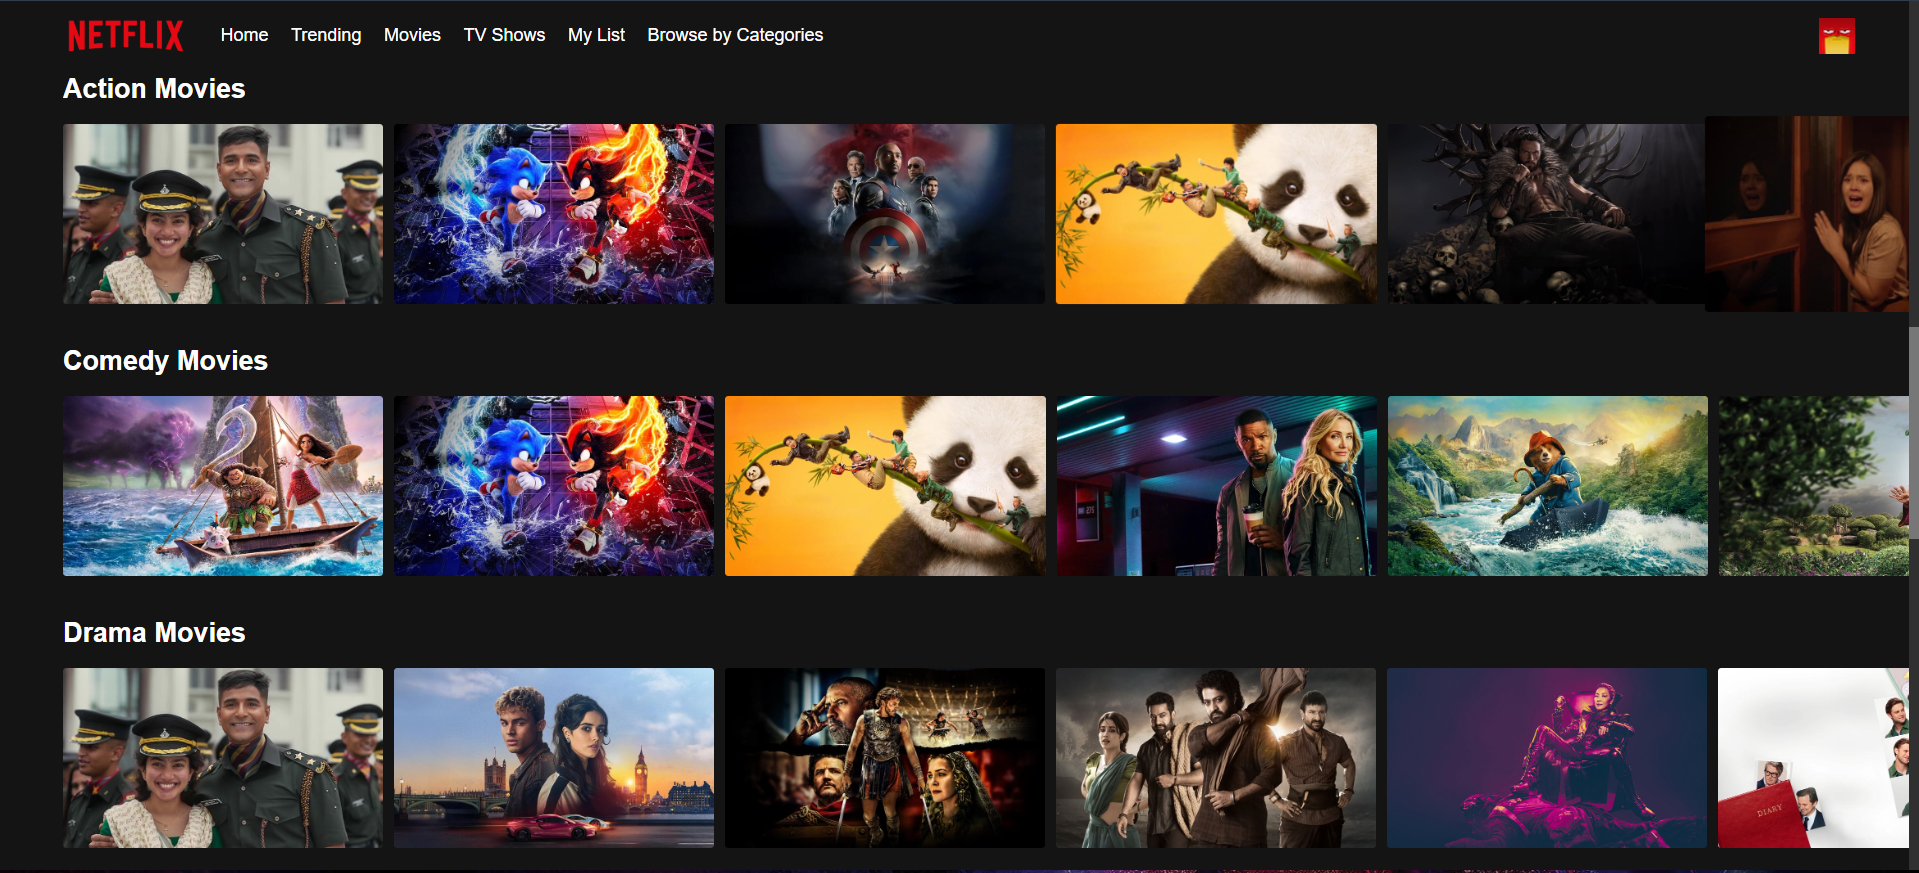 NETFLIX Home Trending Movies TV Shows My List Browse by Categories
Action Movies
Comedy Movies
Drama Movies
DIARY